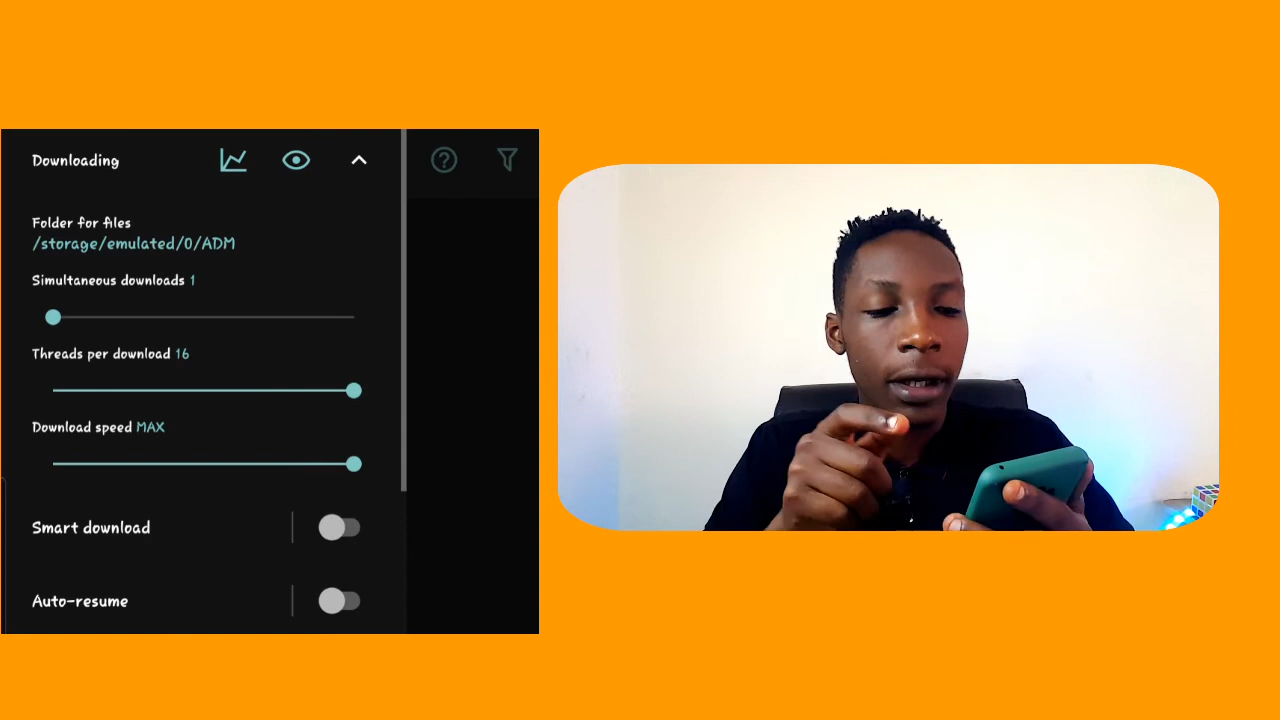 Downloading
Folder for files
/storage/emulated/0/ADM
Simultaneous downloads 1
Threads per download 16
Download speed MAX
Smart download
Auto-resume